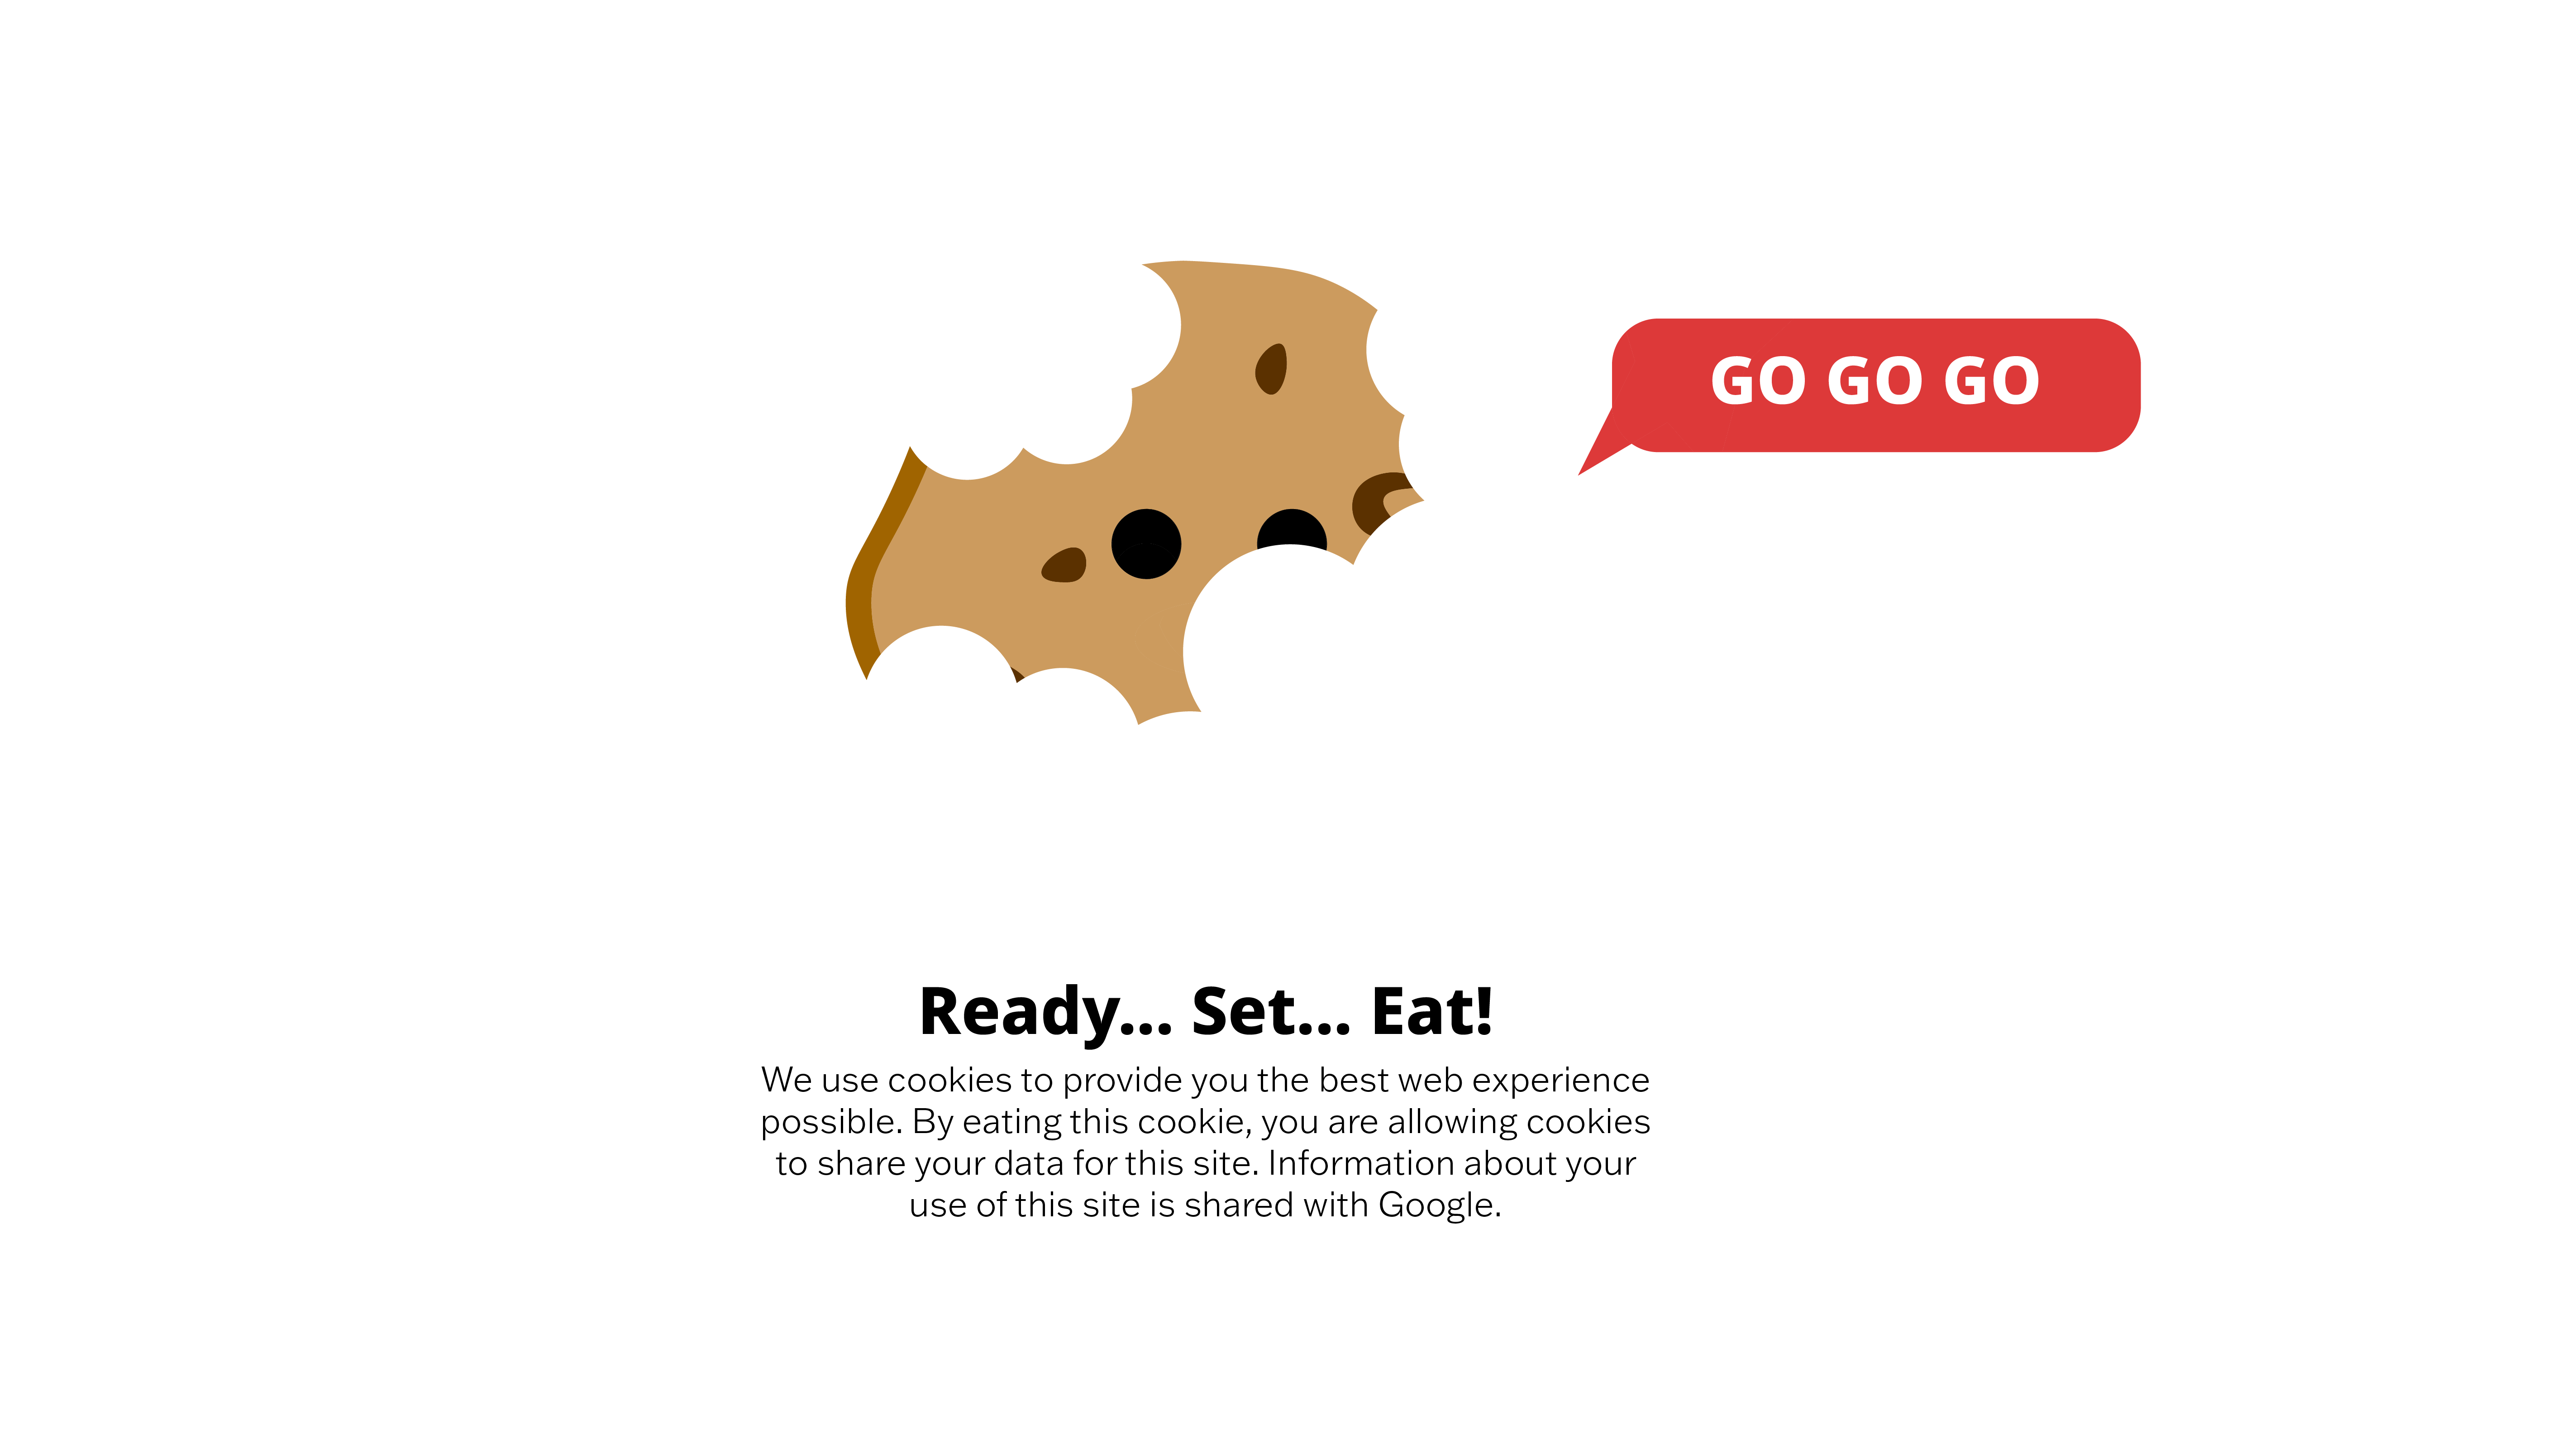 GO GO GO
Ready... Set... Eat!
We use cookies to provide you the best web experience
possible. By eating this cookie, you are allowing cookies
to share your data for this site. Information about your
use of this site is shared with Google.